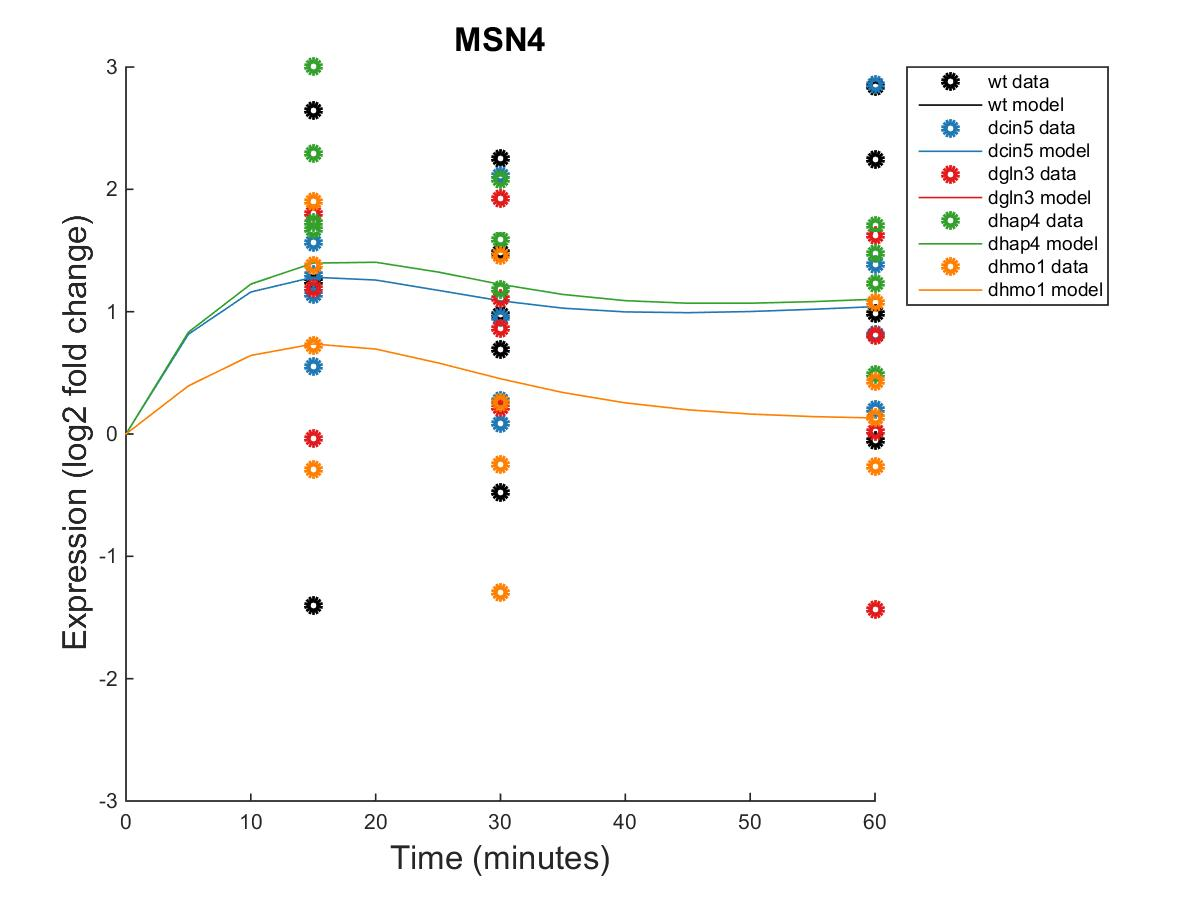 MSN4
3
2
1
0
-1
-2
-3
0 10 20 30 40 50 60
Expression (log2 fold change)
Time (minutes)
wt data
wt model
dcin5 data
dcin5 model
dgln3 data
dgln3 model
dhap4 data
dhap4 model
dhmo1 data
dhmo1 model